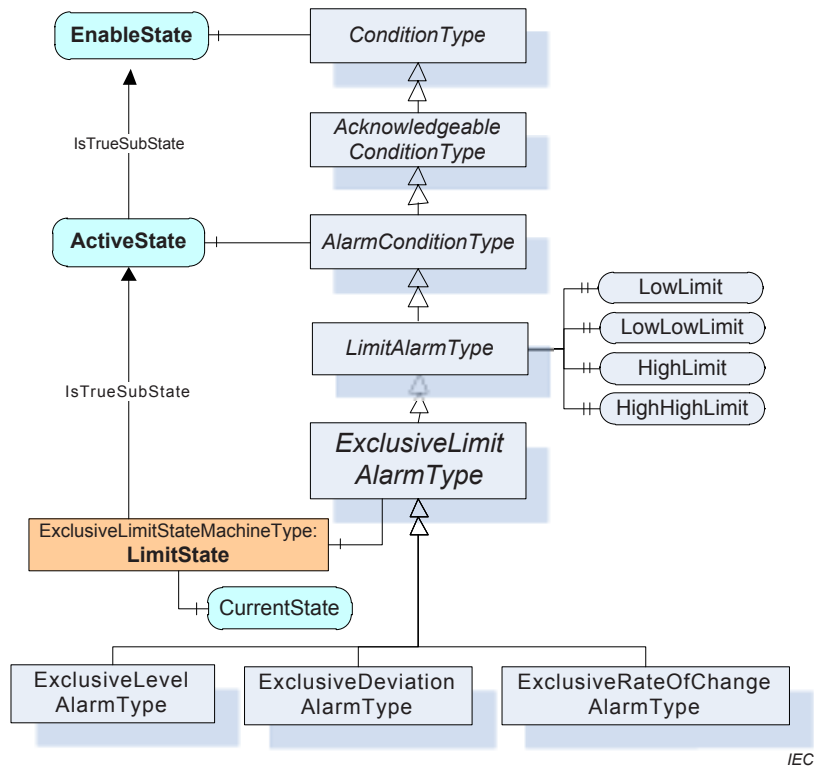 EnableState
ConditionType
IsTrueSubState
Acknowledgeable
ConditionType
ActiveState
AlarmConditionType
LowLimit
LowLowLimit
HighLimit
HighHighLimit
LimitAlarmType
IsTrueSubState
ExclusiveLimit
AlarmType
ExclusiveLimitStateMachineType:
LimitState
CurrentState
ExclusiveLevel
AlarmType
ExclusiveDeviation
AlarmType
ExclusiveRateOfChange
AlarmType
IEC